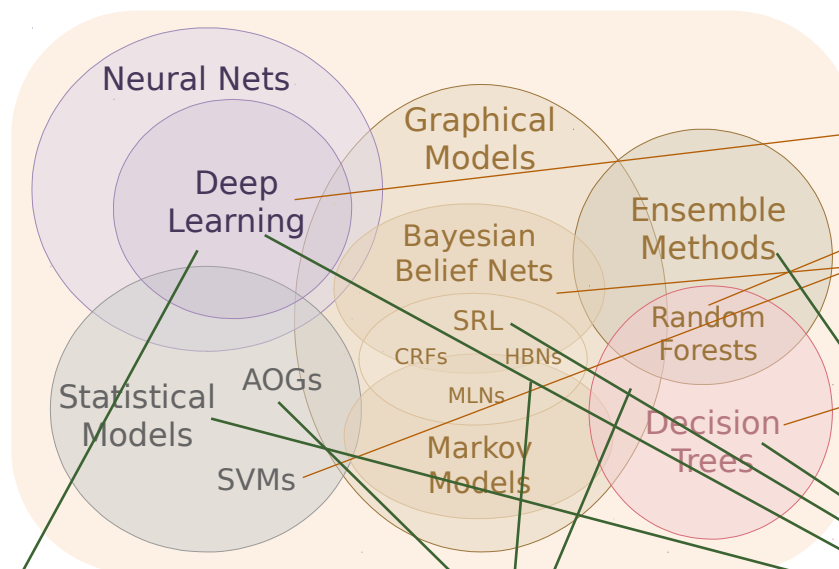 Neural Nets
Deep
Learning
Graphical
Models
Ensemble
Methods
Bayesian
Belief Nets
SRL
CRFs
HBNs
MLNs
Markov
Models
Random
Forests
Decision
Trees
Statistical
Models
AOGs
SVMs